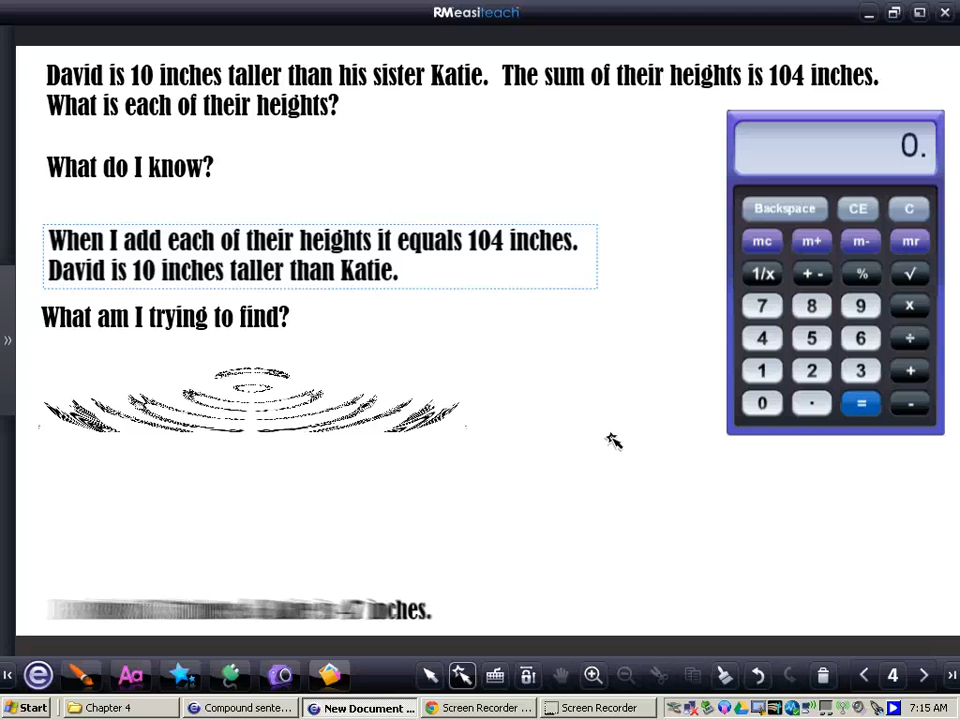 RMeasiteach
David is 10 inches taller than his sister Katie. The sum of their heights is 104 inches.
What is each of their heights?
0.
What do I know?
Backspace CE C
mc m+ m- mr
When I add each of their heights it equals 104 inches.
David is 10 inches taller than Katie.
1/x + - % √
7 8 9 x
What am I trying to find?
4 5 6 ÷
1 2 3 +
0 . = -
inches.
Aa
4
Start
Chapter 4
Compound sente...
New Document ...
Screen Recorder ...
Screen Recorder
7:15 AM